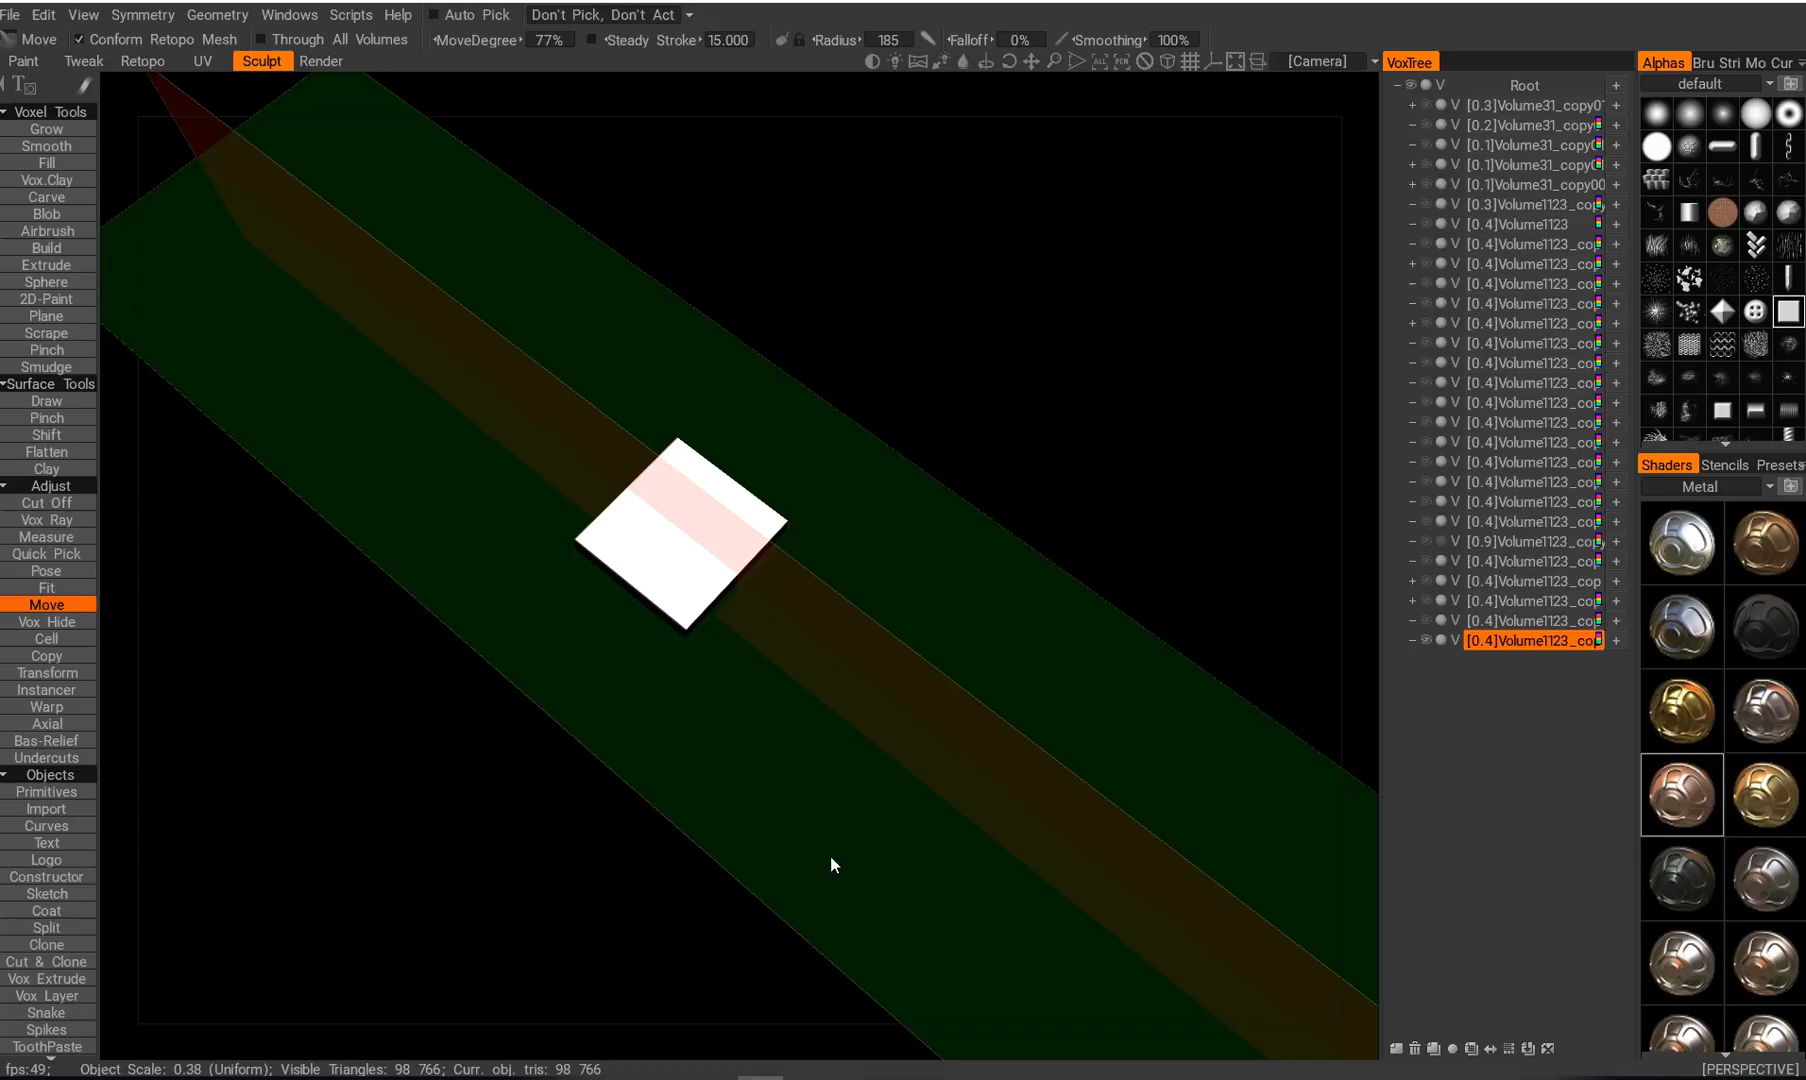 File Edit View Symmetry Geometry Windows Scripts Help Auto Pick Don't Pick, Don't Act
Move Conform Retopo Mesh Through All Volumes MoveDegree 77% Steady Stroke 15.000 Radius 185 Falloff 0% Smoothing 100%
Paint Tweak Retopo UV Sculpt Render [Camera]
Voxel Tools
Grow
Smooth
Fill
Vox.Clay
Carve
Blob
Airbrush
Build
Extrude
Sphere
2D-Paint
Plane
Scrape
Pinch
Smudge
Surface Tools
Draw
Pinch
Shift
Flatten
Clay
Adjust
Cut Off
Vox Ray
Measure
Quick Pick
Pose
Fit
Move
Vox Hide
Cell
Copy
Transform
Instancer
Warp
Axial
Bas-Relief
Undercuts
Objects
Primitives
Import
Curves
Text
Logo
Constructor
Sketch
Coat
Split
Clone
Cut & Clone
Vox Extrude
Vox Layer
Snake
Spikes
ToothPaste
VoxTree
V Root +
+ V [0.3]Volume31_copy0 +
− V [0.2]Volume31_copy +
− V [0.1]Volume31_copy +
+ V [0.1]Volume31_copy +
+ V [0.1]Volume31_copy00 +
− V [0.3]Volume1123_cop +
− V [0.4]Volume1123 +
− V [0.4]Volume1123_co +
+ V [0.4]Volume1123_co +
− V [0.4]Volume1123_co +
− V [0.4]Volume1123_co +
+ V [0.4]Volume1123_co +
− V [0.4]Volume1123_co +
− V [0.4]Volume1123_co +
− V [0.4]Volume1123_co +
− V [0.4]Volume1123_co +
− V [0.4]Volume1123_co +
− V [0.4]Volume1123_co +
− V [0.4]Volume1123_co +
− V [0.4]Volume1123_co +
− V [0.4]Volume1123_co +
− V [0.4]Volume1123_co +
− V [0.9]Volume1123_cop +
− V [0.4]Volume1123_co +
− V [0.4]Volume1123_cop +
+ V [0.4]Volume1123_co +
− V [0.4]Volume1123_co +
− V [0.4]Volume1123_co +
Alphas Bru Stri Mo Cur
default
Shaders Stencils Presets
Metal
fps:49; Object Scale: 0.38 (Uniform); Visible Triangles: 98 766; Curr. obj. tris: 98 766 [PERSPECTIVE]